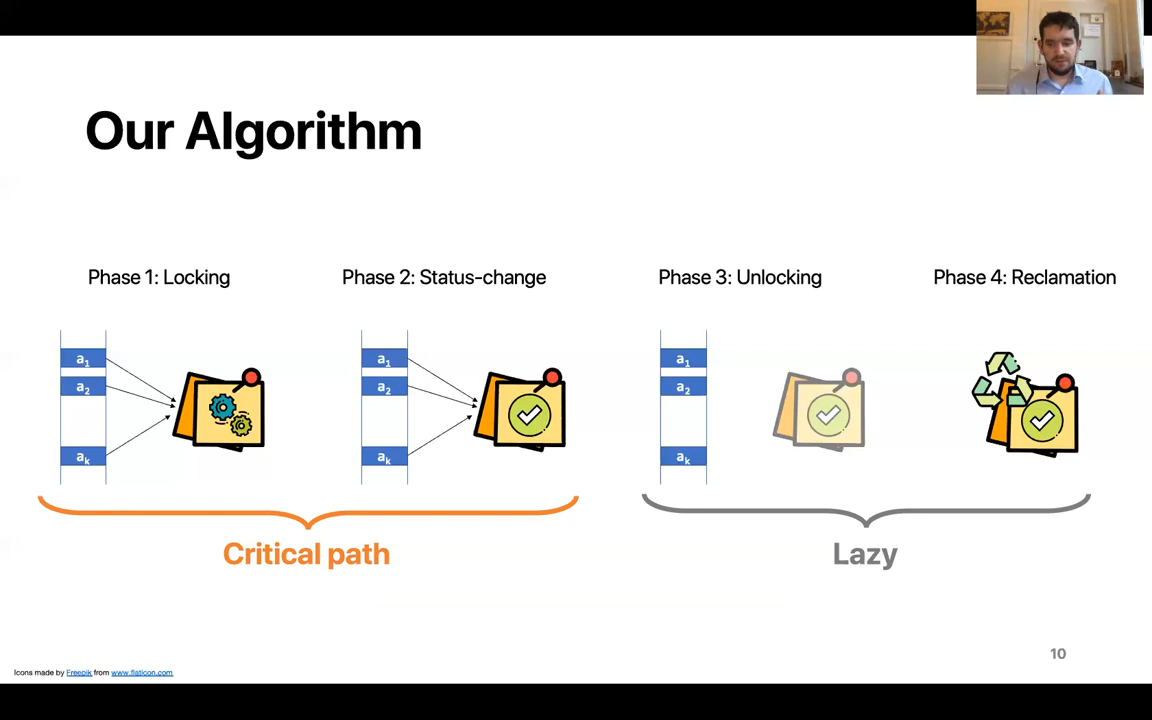 Our Algorithm
Phase 1: Locking
Phase 2: Status-change
Phase 3: Unlocking
Phase 4: Reclamation
a1
a2
ak
a1
a2
ak
a1
a2
ak
Critical path
Lazy
10
Icons made by Freepik from www.flaticon.com